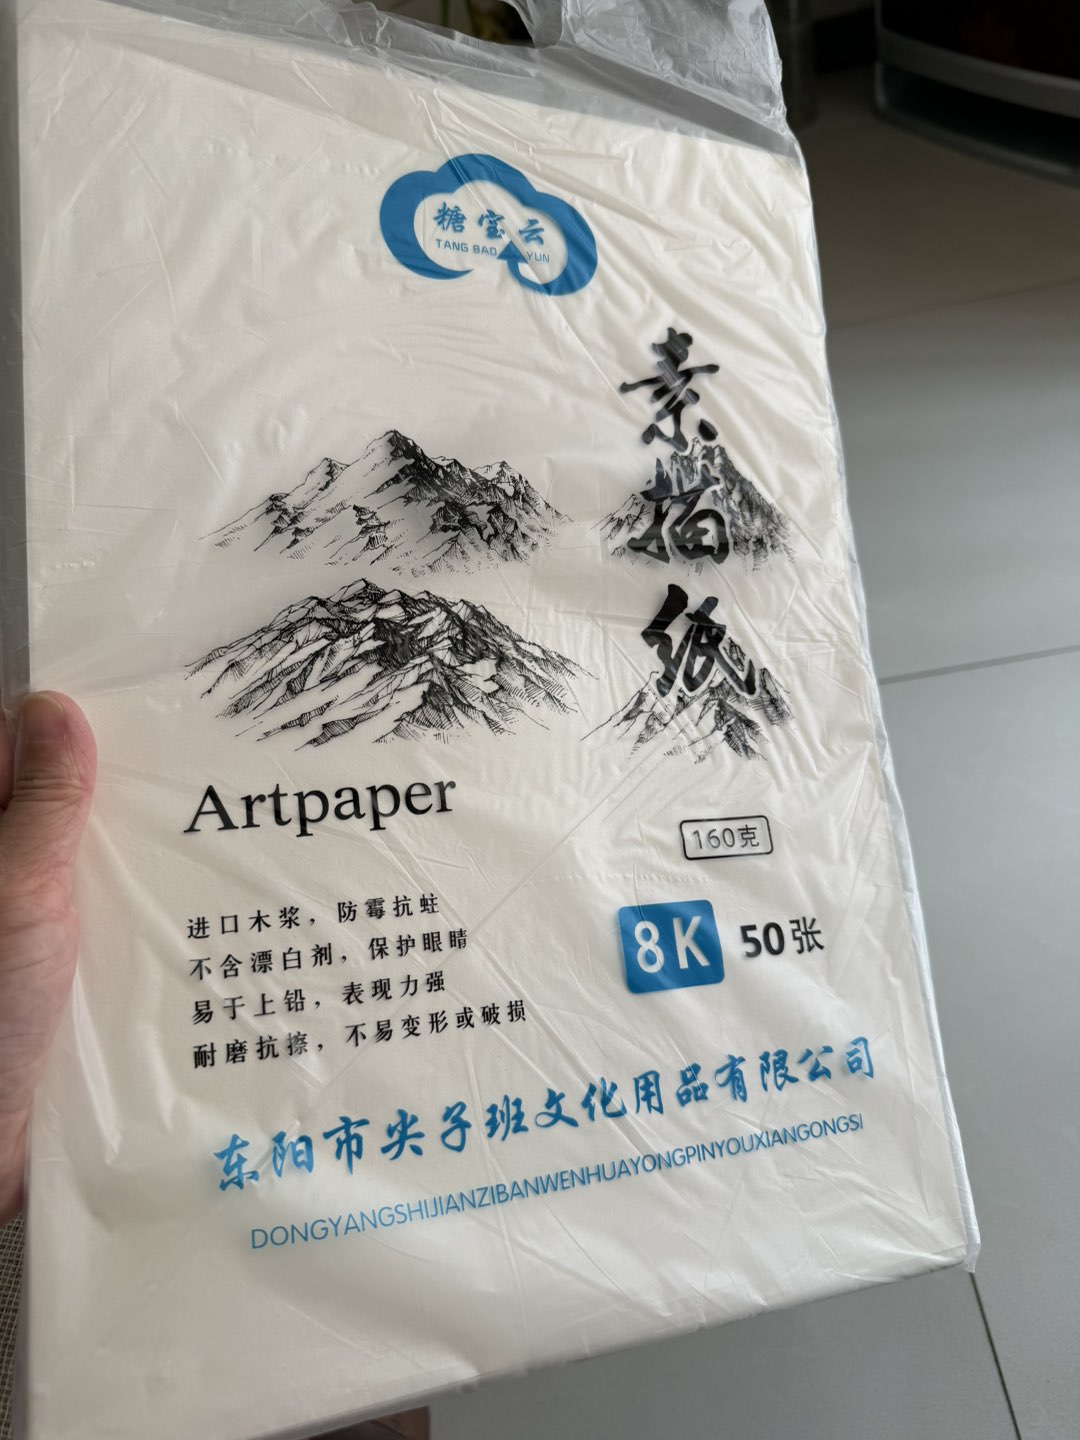 糖宝云
TANG BAO YUN
素描纸
Artpaper
160克
8K 50张
进口木浆，防霉抗蛀
不含漂白剂，保护眼睛
易于上铅，表现力强
耐磨抗擦，不易变形或破损
东阳市尖子班文化用品有限公司
DONGYANGSHIJIANZIBANWENHUAYONGPINYOUXIANGONGSI